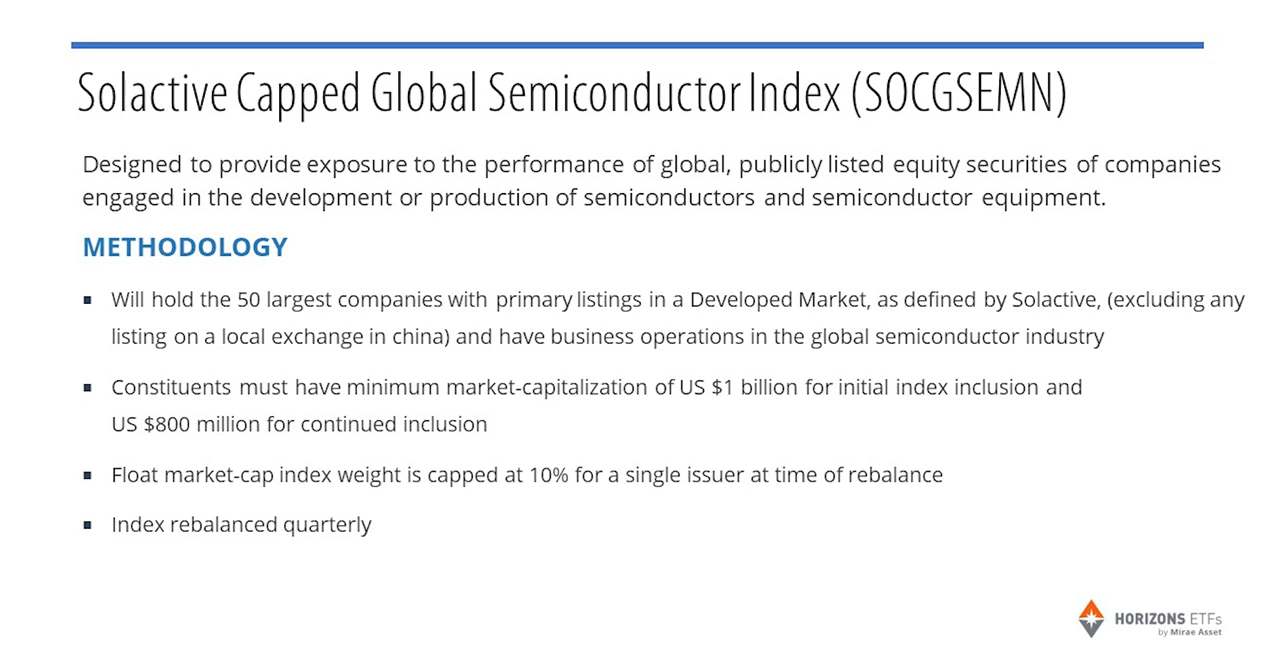 Solactive Capped Global Semiconductor Index (SOCGSEMN)
Designed to provide exposure to the performance of global, publicly listed equity securities of companies
engaged in the development or production of semiconductors and semiconductor equipment.
METHODOLOGY
▪ Will hold the 50 largest companies with primary listings in a Developed Market, as defined by Solactive, (excluding any
listing on a local exchange in china) and have business operations in the global semiconductor industry
▪ Constituents must have minimum market-capitalization of US $1 billion for initial index inclusion and
US $800 million for continued inclusion
▪ Float market-cap index weight is capped at 10% for a single issuer at time of rebalance
▪ Index rebalanced quarterly
HORIZONS ETFs
by Mirae Asset